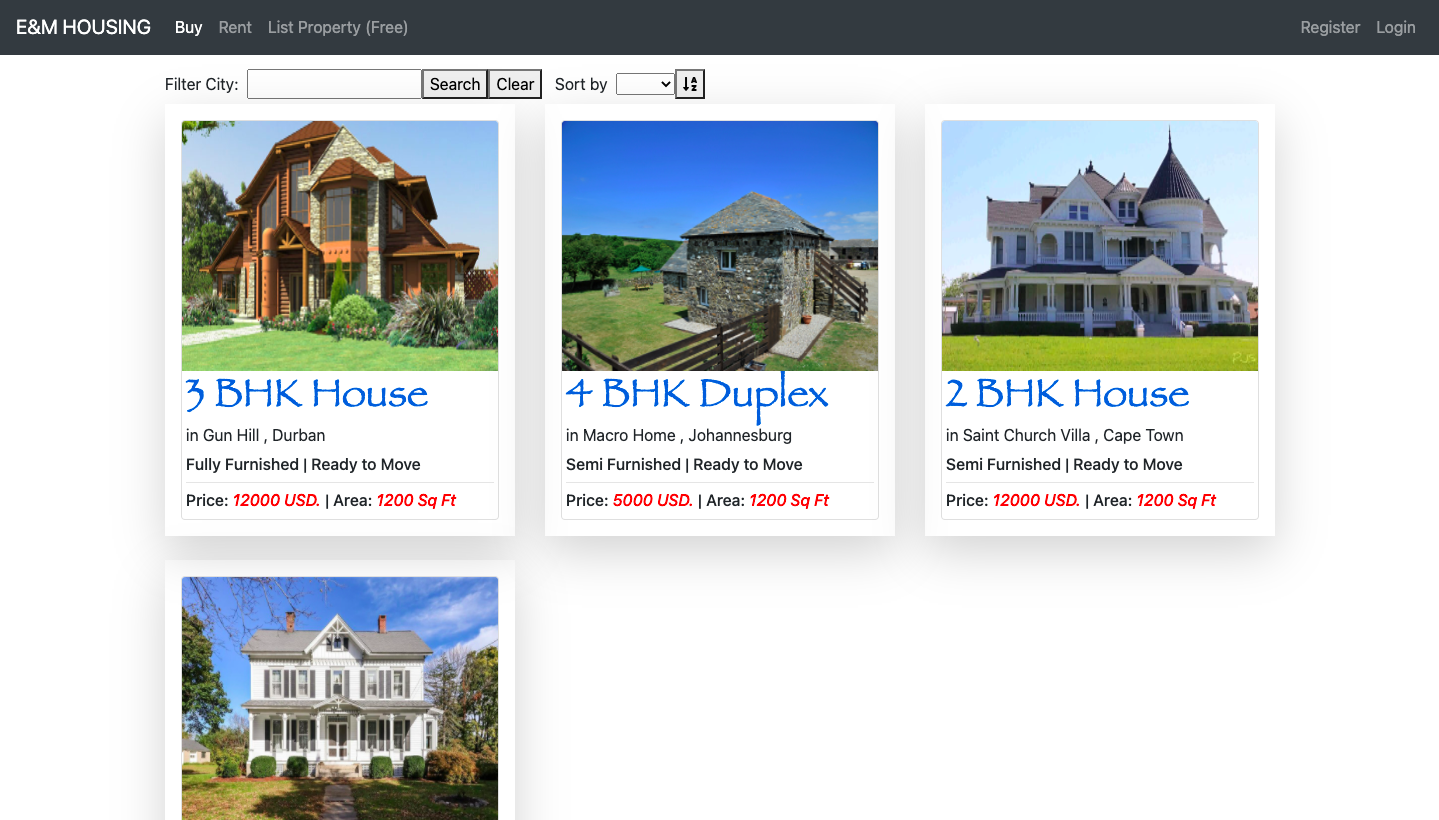 E&M HOUSING Buy Rent List Property (Free) Register Login
Filter City: Search Clear Sort by
3 BHK House
in Gun Hill , Durban
Fully Furnished | Ready to Move
Price: 12000 USD. | Area: 1200 Sq Ft
4 BHK Duplex
in Macro Home , Johannesburg
Semi Furnished | Ready to Move
Price: 5000 USD. | Area: 1200 Sq Ft
2 BHK House
in Saint Church Villa , Cape Town
Semi Furnished | Ready to Move
Price: 12000 USD. | Area: 1200 Sq Ft